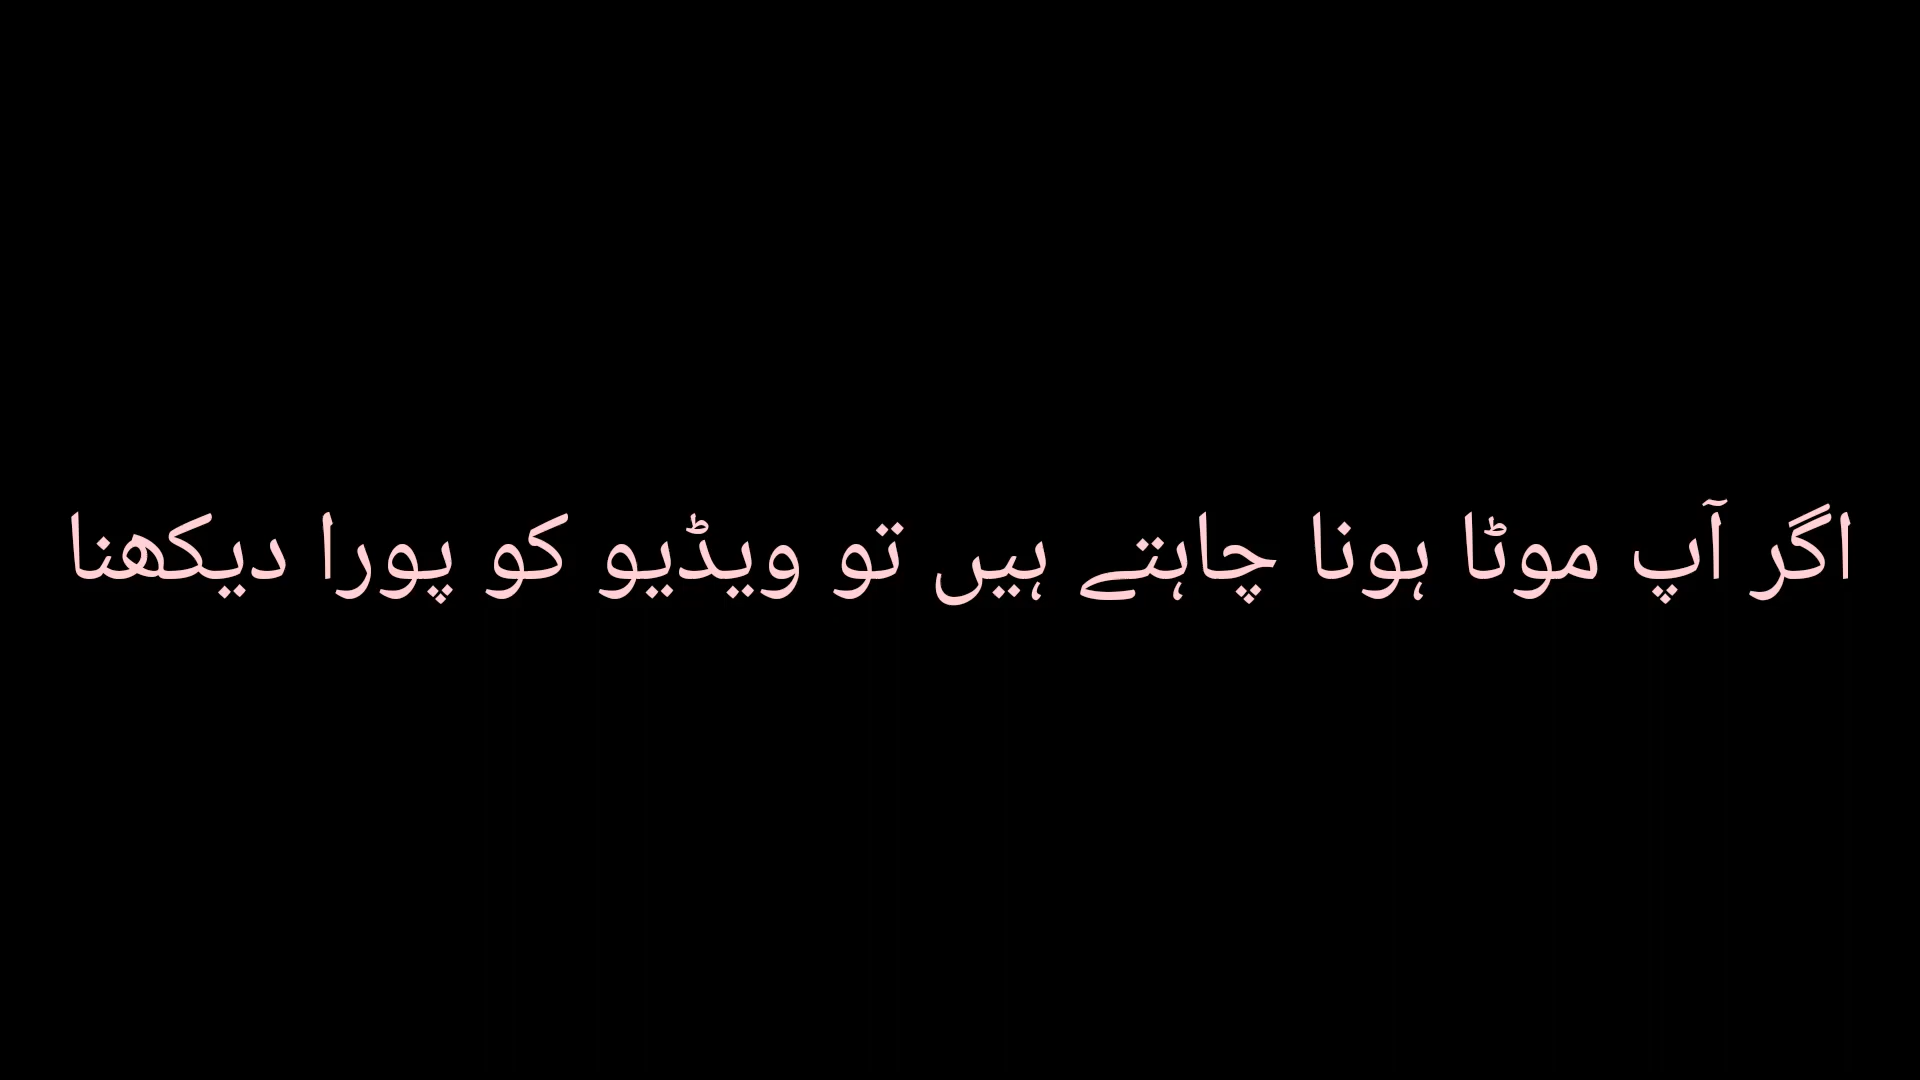 اگر آپ موٹا ہونا چاہتے ہیں تو ویڈیو کو پورا دیکھنا